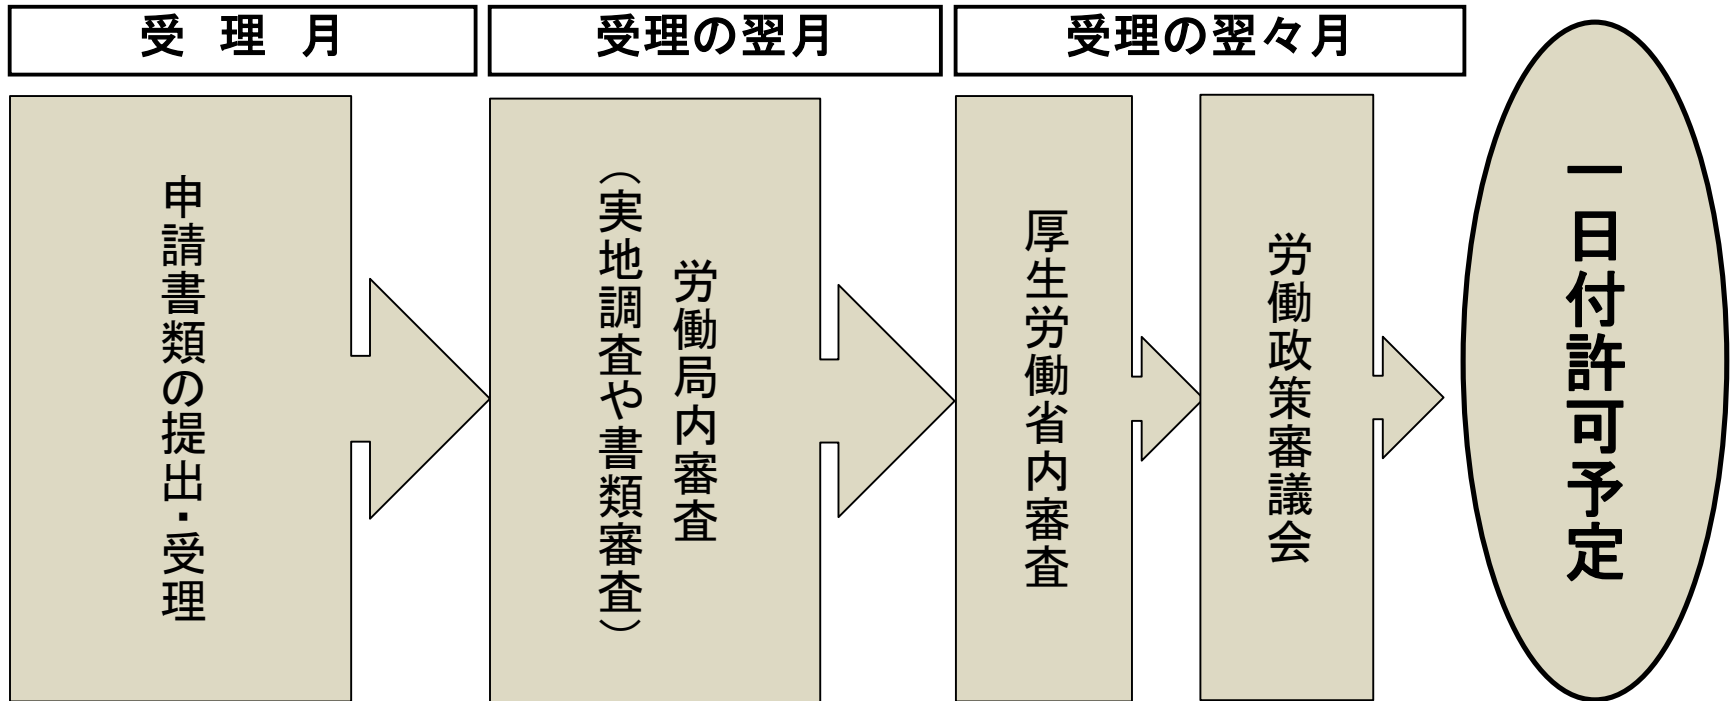 受　理　月
受理の翌月
受理の翌々月
申請書類の提出・受理
労働局内審査
（実地調査や書類審査）
厚生労働省内審査
労働政策審議会
一日付許可予定